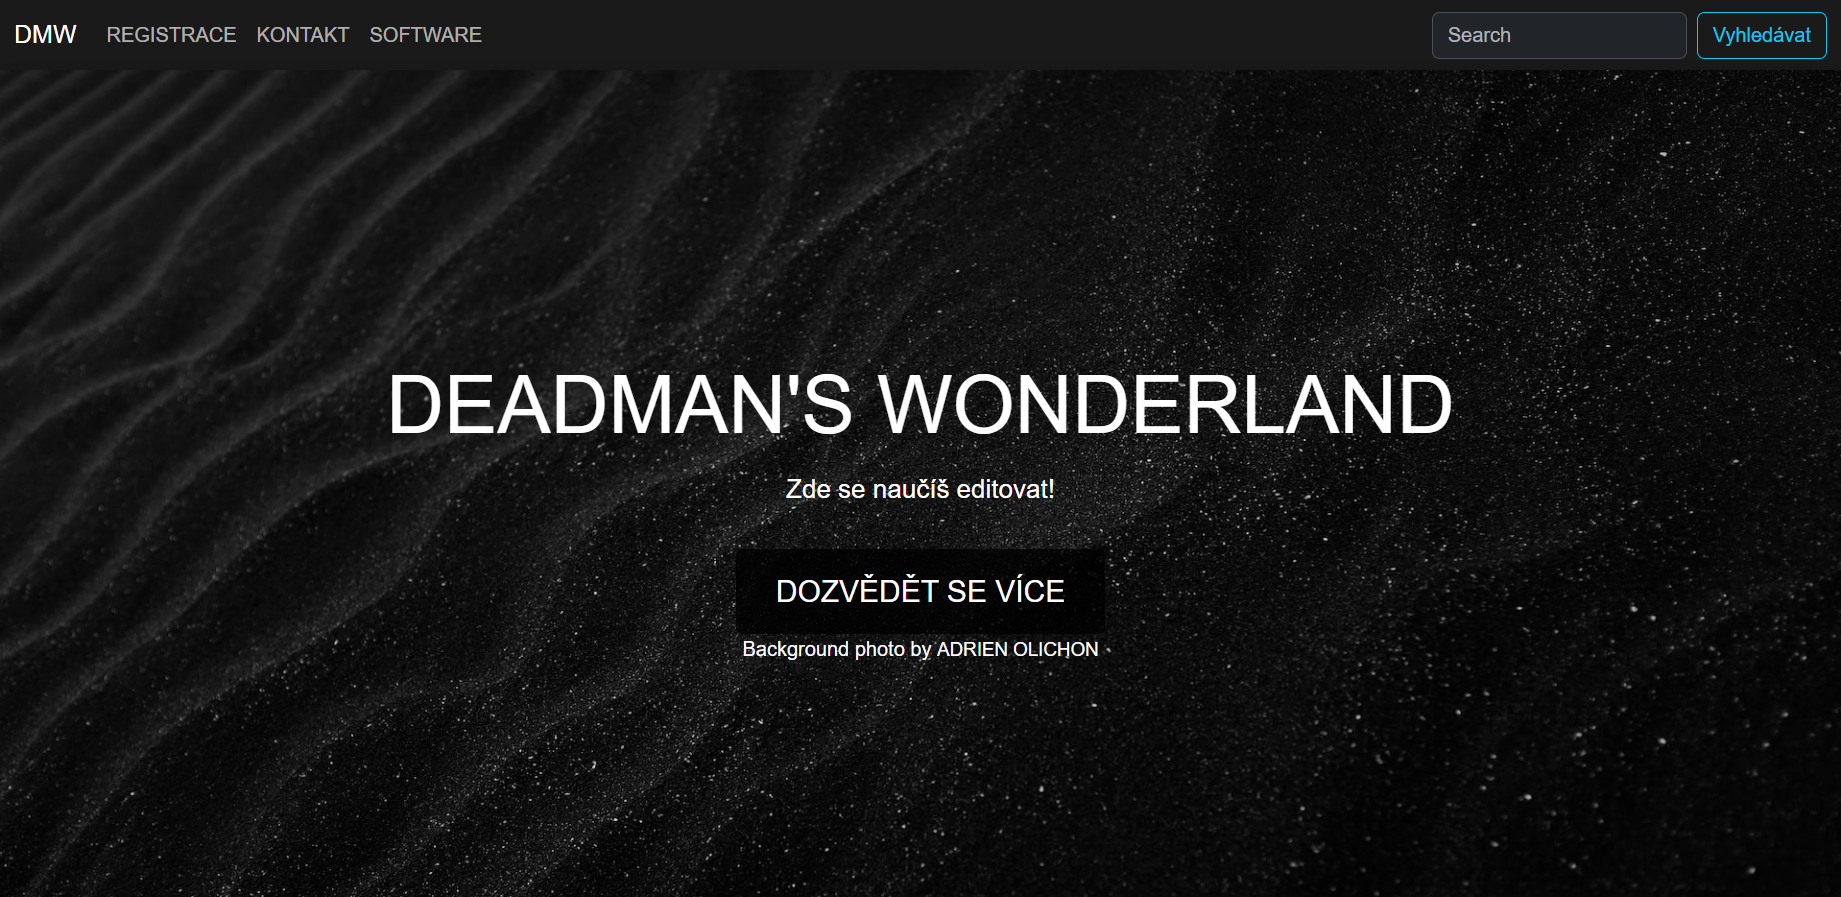 DMW REGISTRACE KONTAKT SOFTWARE Search Vyhledávat
DEADMAN'S WONDERLAND
Zde se naučíš editovat!
DOZVĚDĚT SE VÍCE
Background photo by ADRIEN OLICHON